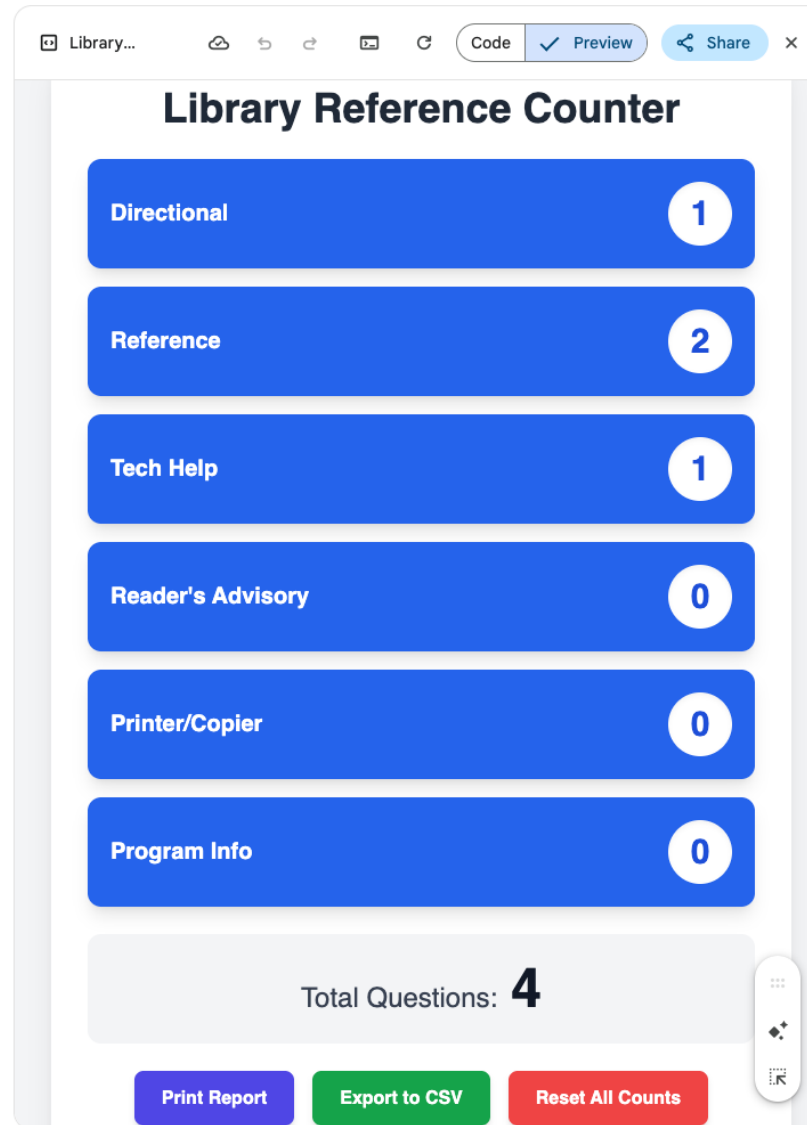 Library... Code Preview Share
Library Reference Counter
Directional 1
Reference 2
Tech Help 1
Reader's Advisory 0
Printer/Copier 0
Program Info 0
Total Questions: 4
Print Report Export to CSV Reset All Counts